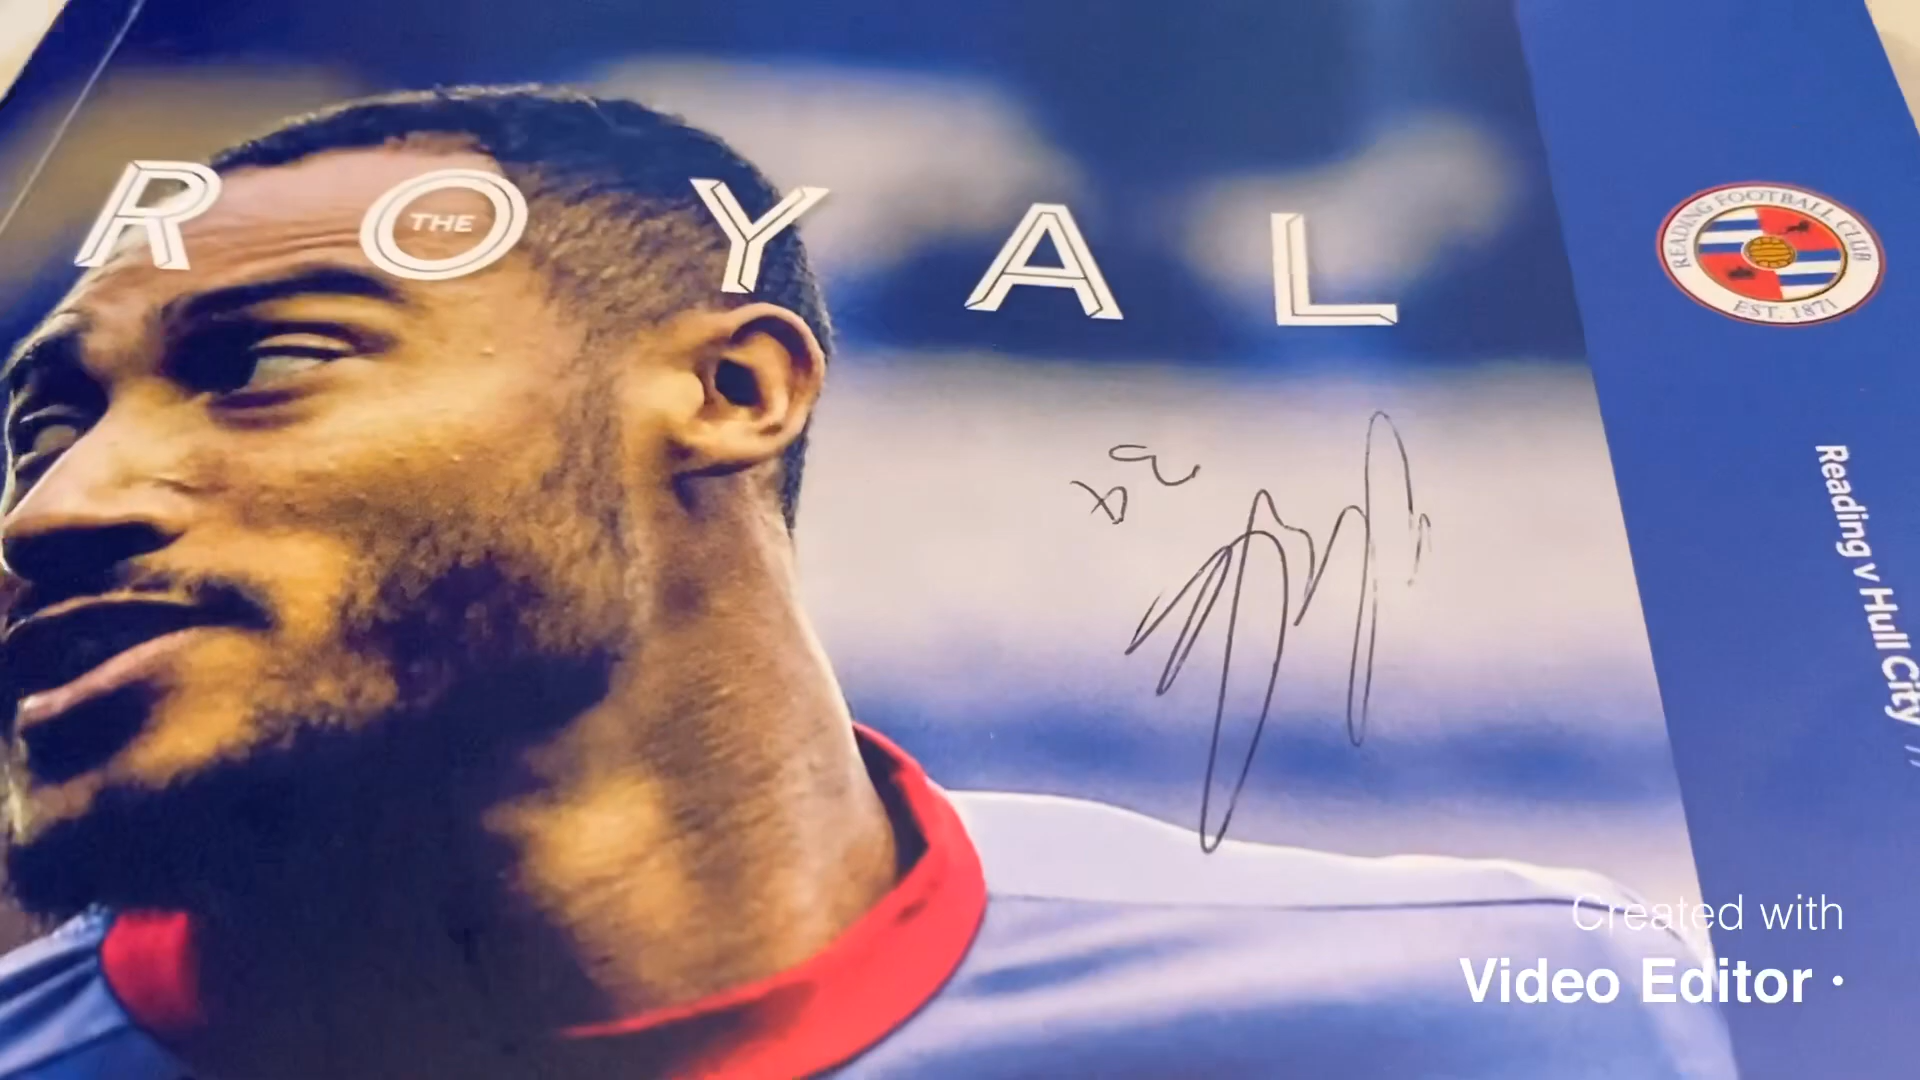 THE
ROYAL
READING FOOTBALL CLUB
EST. 1871
Reading v Hull City //
Created with
Video Editor ·